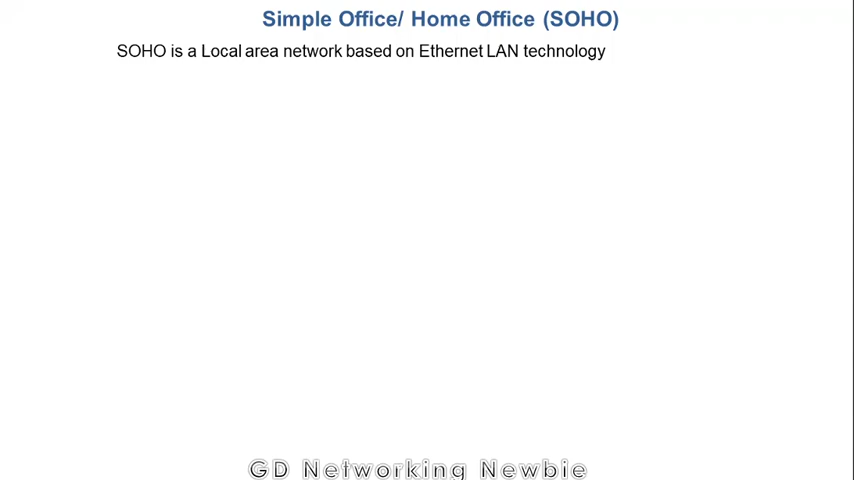 Simple Office/ Home Office (SOHO)
SOHO is a Local area network based on Ethernet LAN technology
GD Networking Newbie